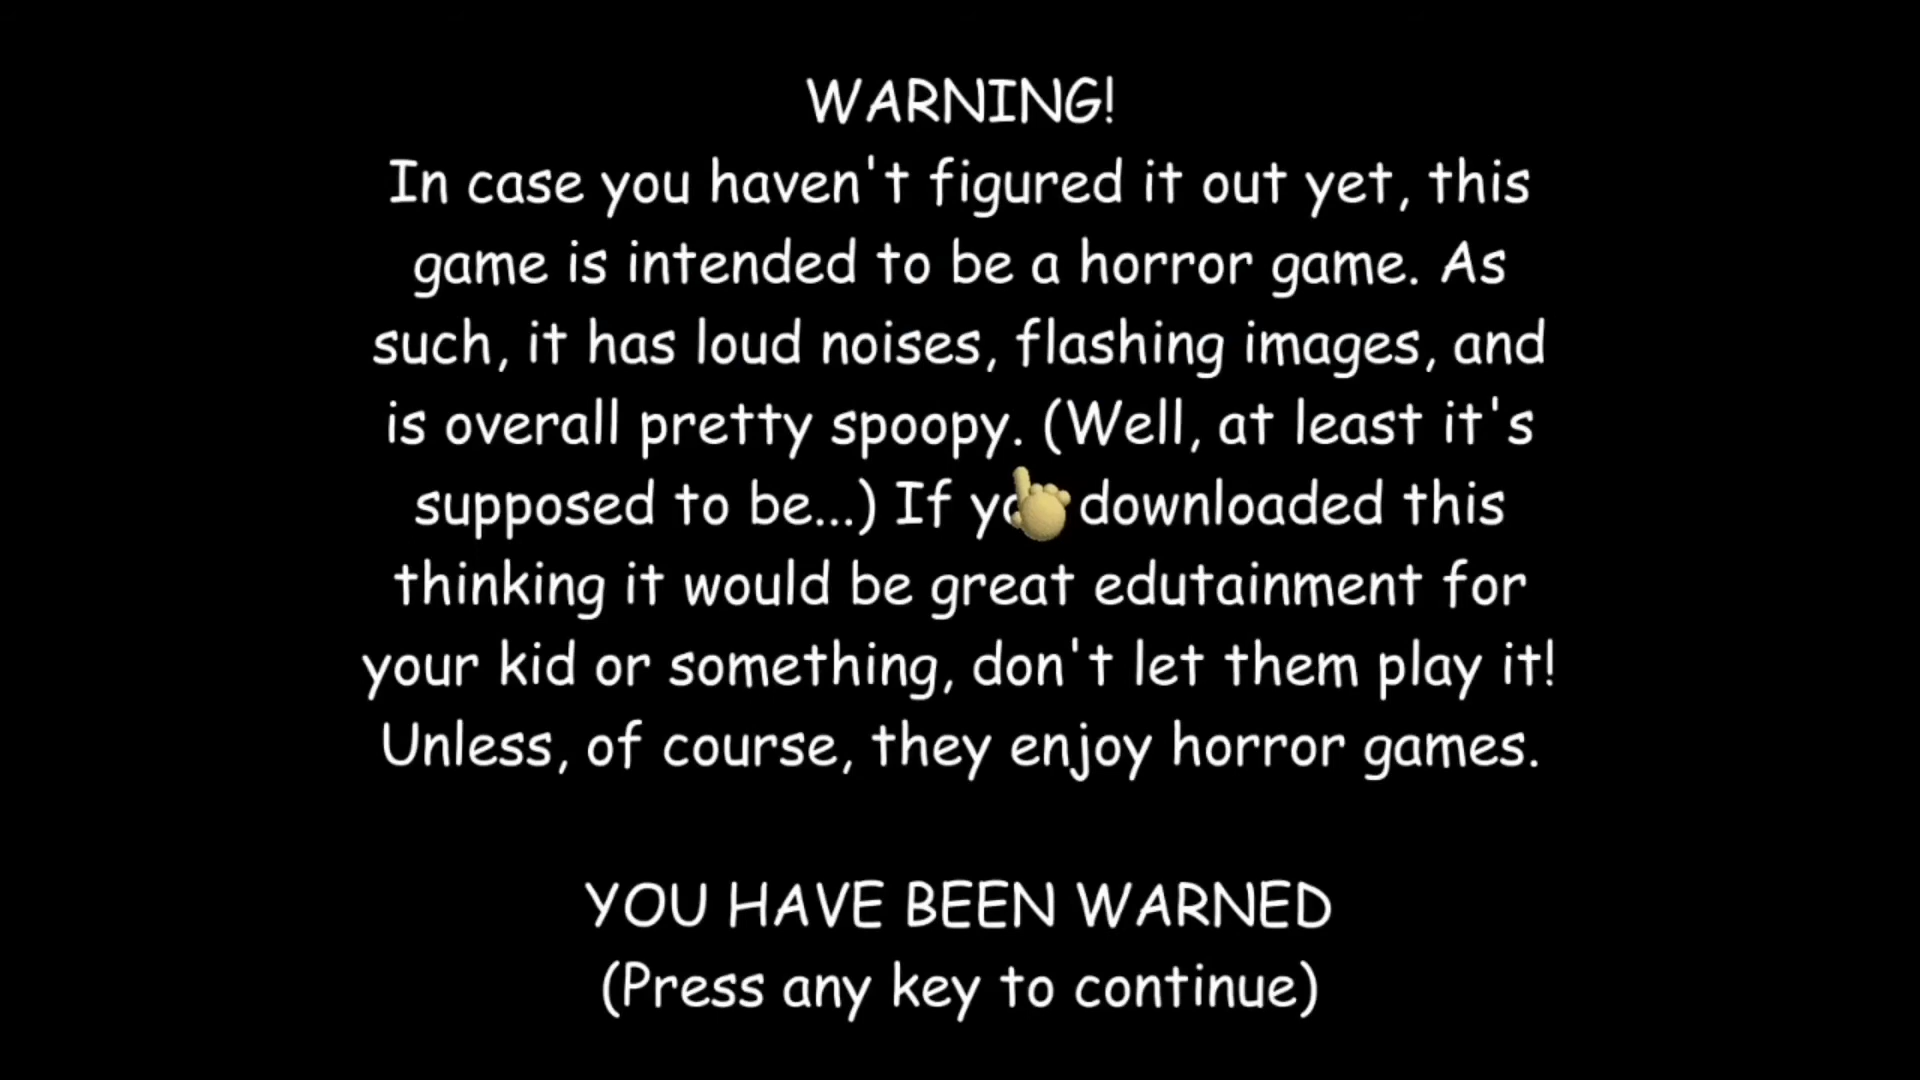 WARNING!
In case you haven't figured it out yet, this
game is intended to be a horror game. As
such, it has loud noises, flashing images, and
is overall pretty spoopy. (Well, at least it's
supposed to be...) If you downloaded this
thinking it would be great edutainment for
your kid or something, don't let them play it!
Unless, of course, they enjoy horror games.
YOU HAVE BEEN WARNED
(Press any key to continue)